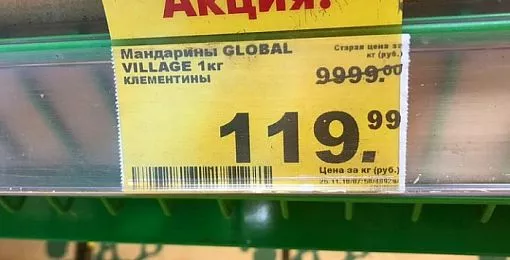 Акция!
Мандарины GLOBAL
VILLAGE 1кг
КЛЕМЕНТИНЫ
Старая цена за
кг (руб.)
9999.00
119.99
Цена за кг (руб.)